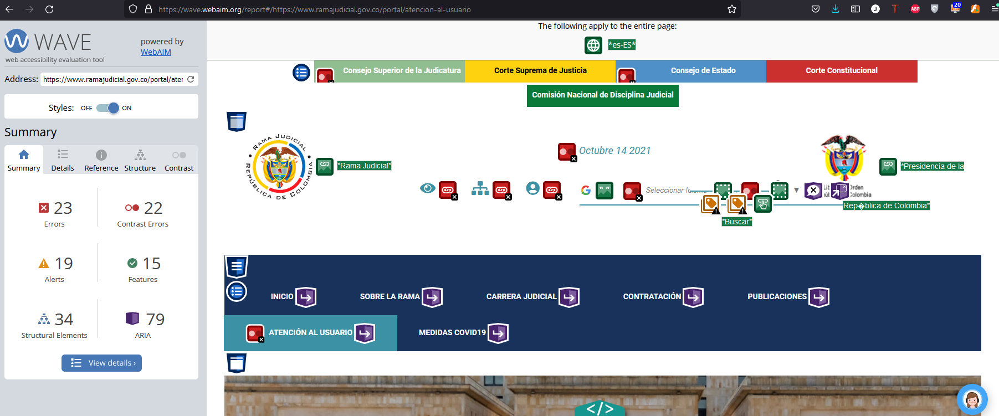 https://wave.webaim.org/report#/https://www.ramajudicial.gov.co/portal/atencion-al-usuario
J
T
ABP
20
WAVE
web accessibility evaluation tool
powered by
WebAIM
Address: https://www.ramajudicial.gov.co/portal/ater
Styles: OFF ON
Summary
Summary Details Reference Structure Contrast
23
Errors
22
Contrast Errors
19
Alerts
15
Features
34
Structural Elements
79
ARIA
View details ›
The following apply to the entire page:
*es-ES*
Consejo Superior de la Judicatura
Corte Suprema de Justicia
Consejo de Estado
Corte Constitucional
Comisión Nacional de Disciplina Judicial
RAMA JUDICIAL
REPÚBLICA DE COLOMBIA
*Rama Judicial*
Octubre 14 2021
*Presidencia de la
G
Seleccionar
Orden
Colombia
Rep�blica de Colombia*
*Buscar*
INICIO
SOBRE LA RAMA
CARRERA JUDICIAL
CONTRATACIÓN
PUBLICACIONES
ATENCIÓN AL USUARIO
MEDIDAS COVID19
</>